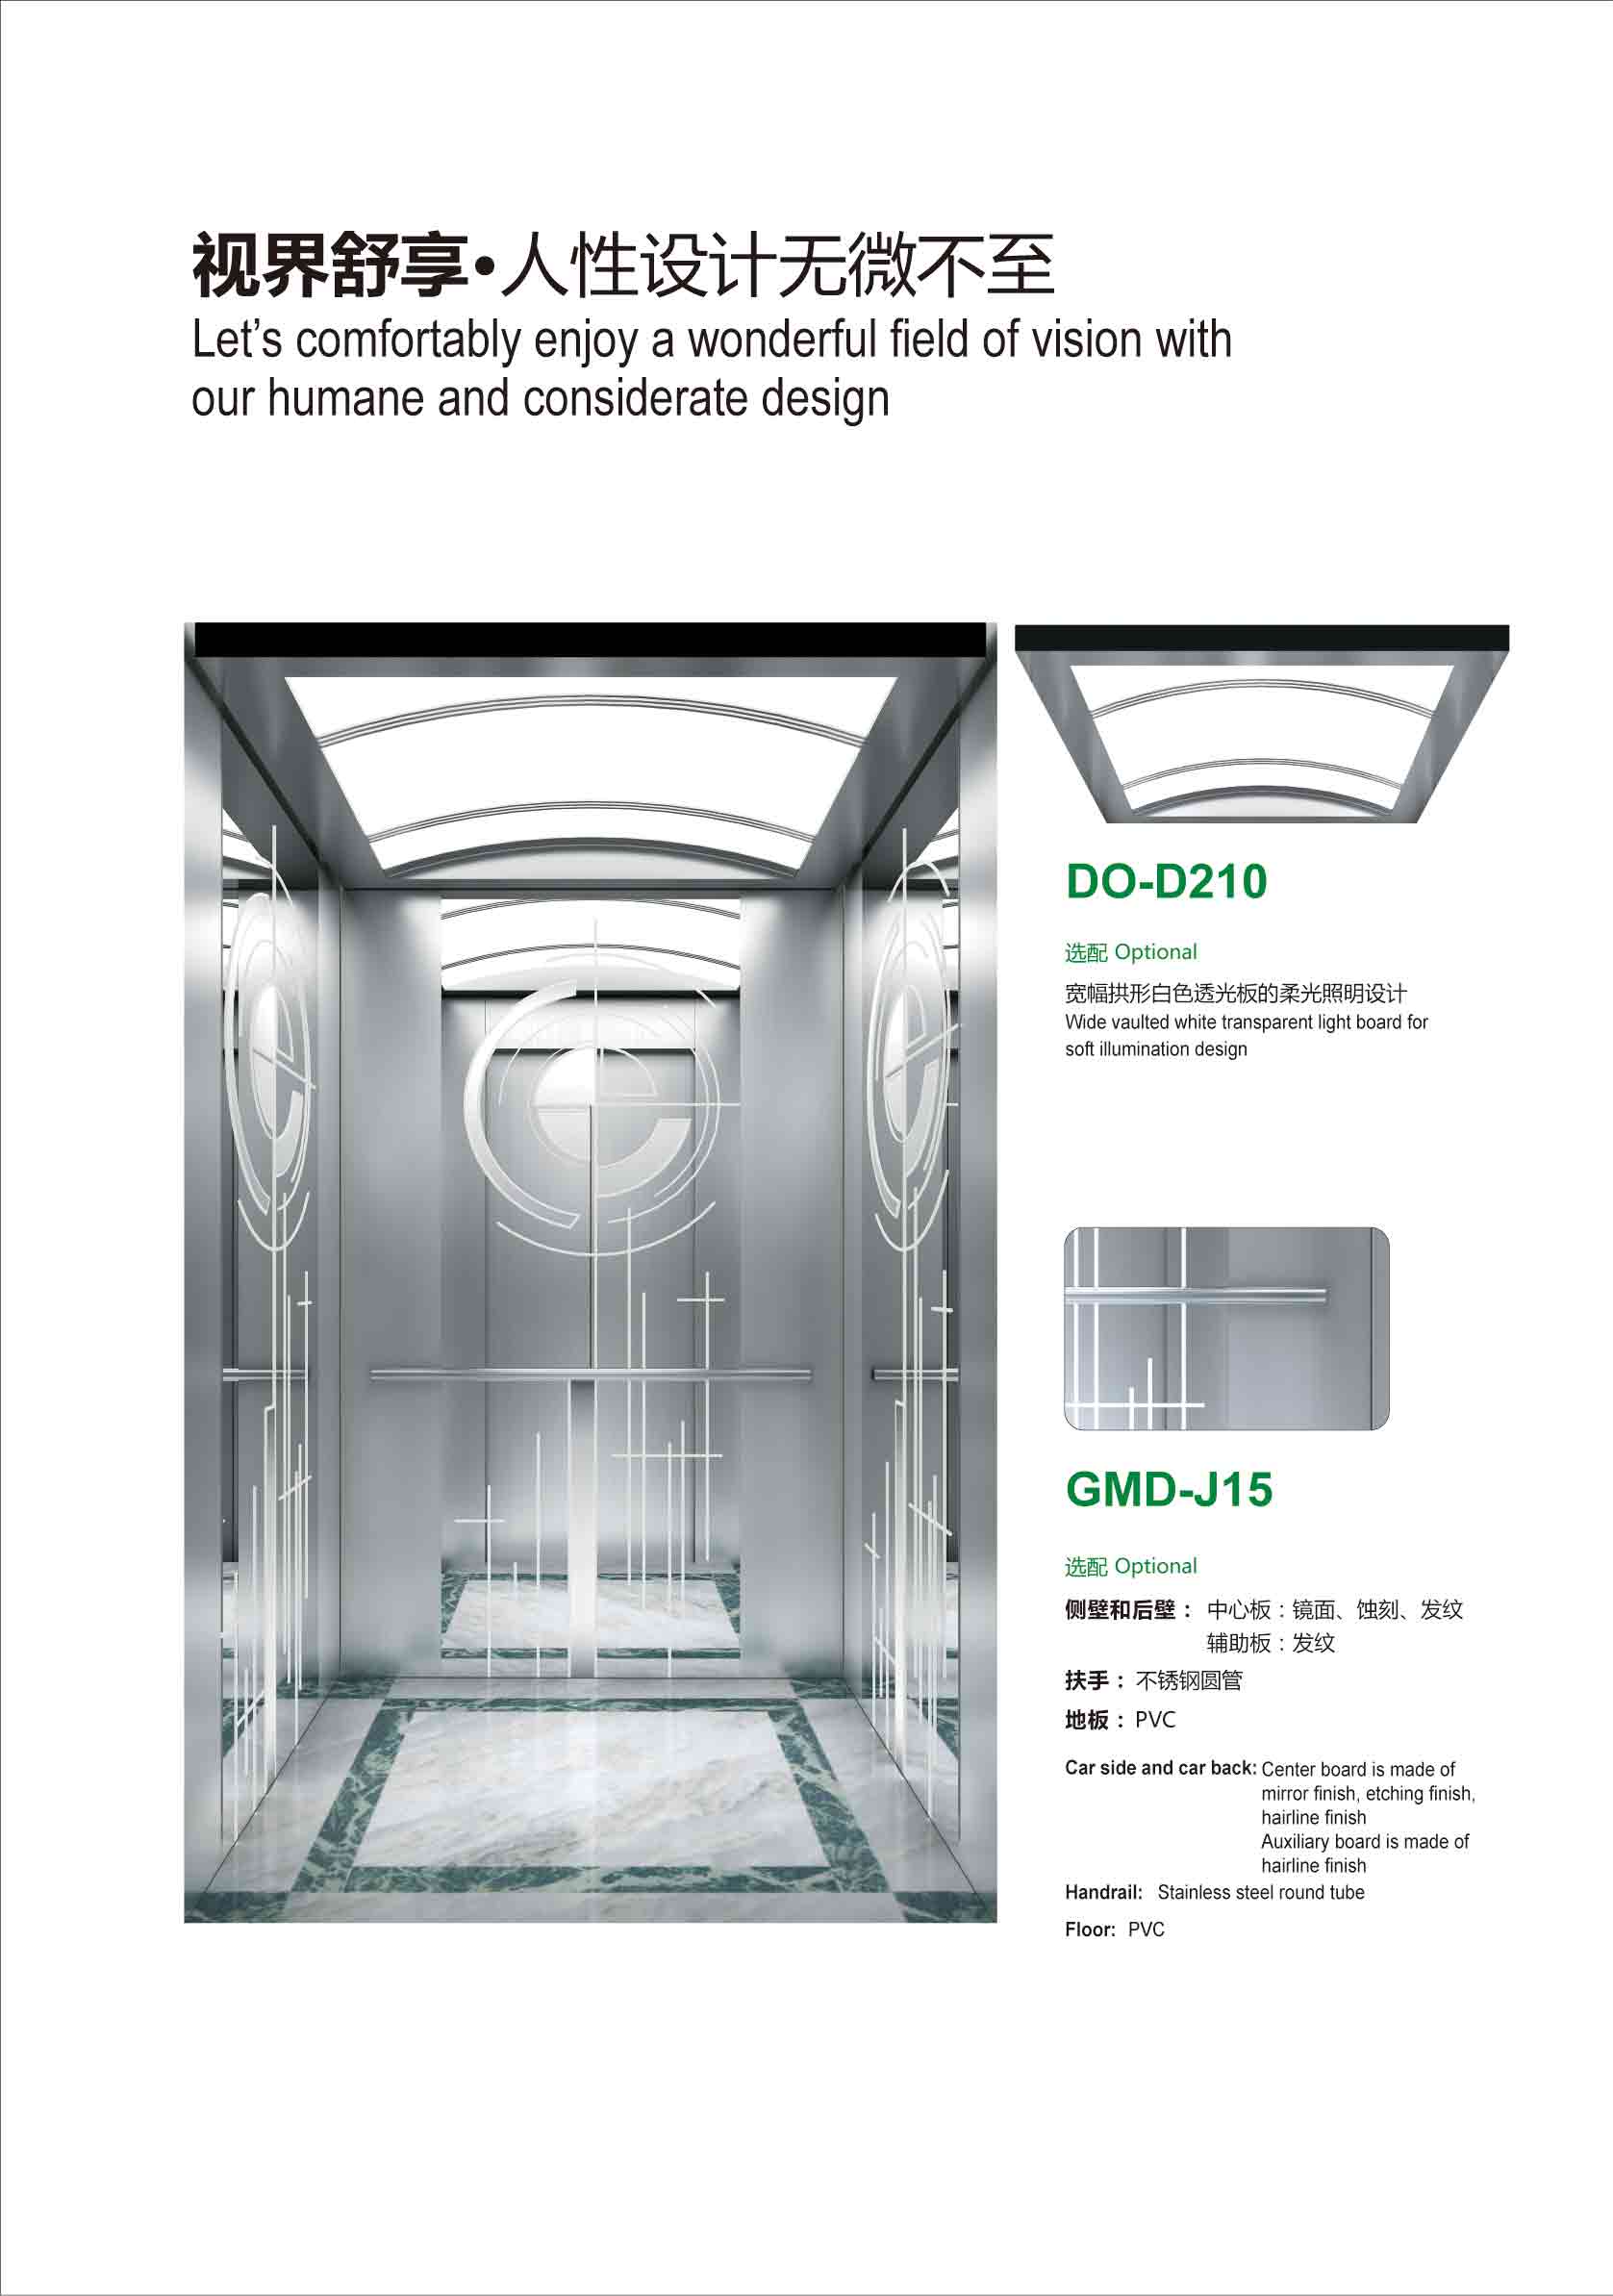 视界舒享•人性设计无微不至
Let's comfortably enjoy a wonderful field of vision with
our humane and considerate design
DO-D210
选配 Optional
宽幅拱形白色透光板的柔光照明设计
Wide vaulted white transparent light board for
soft illumination design
GMD-J15
选配 Optional
侧壁和后壁： 中心板：镜面、蚀刻、发纹
辅助板：发纹
扶手： 不锈钢圆管
地板： PVC
Car side and car back: Center board is made of
mirror finish, etching finish,
hairline finish
Auxiliary board is made of
hairline finish
Handrail: Stainless steel round tube
Floor: PVC